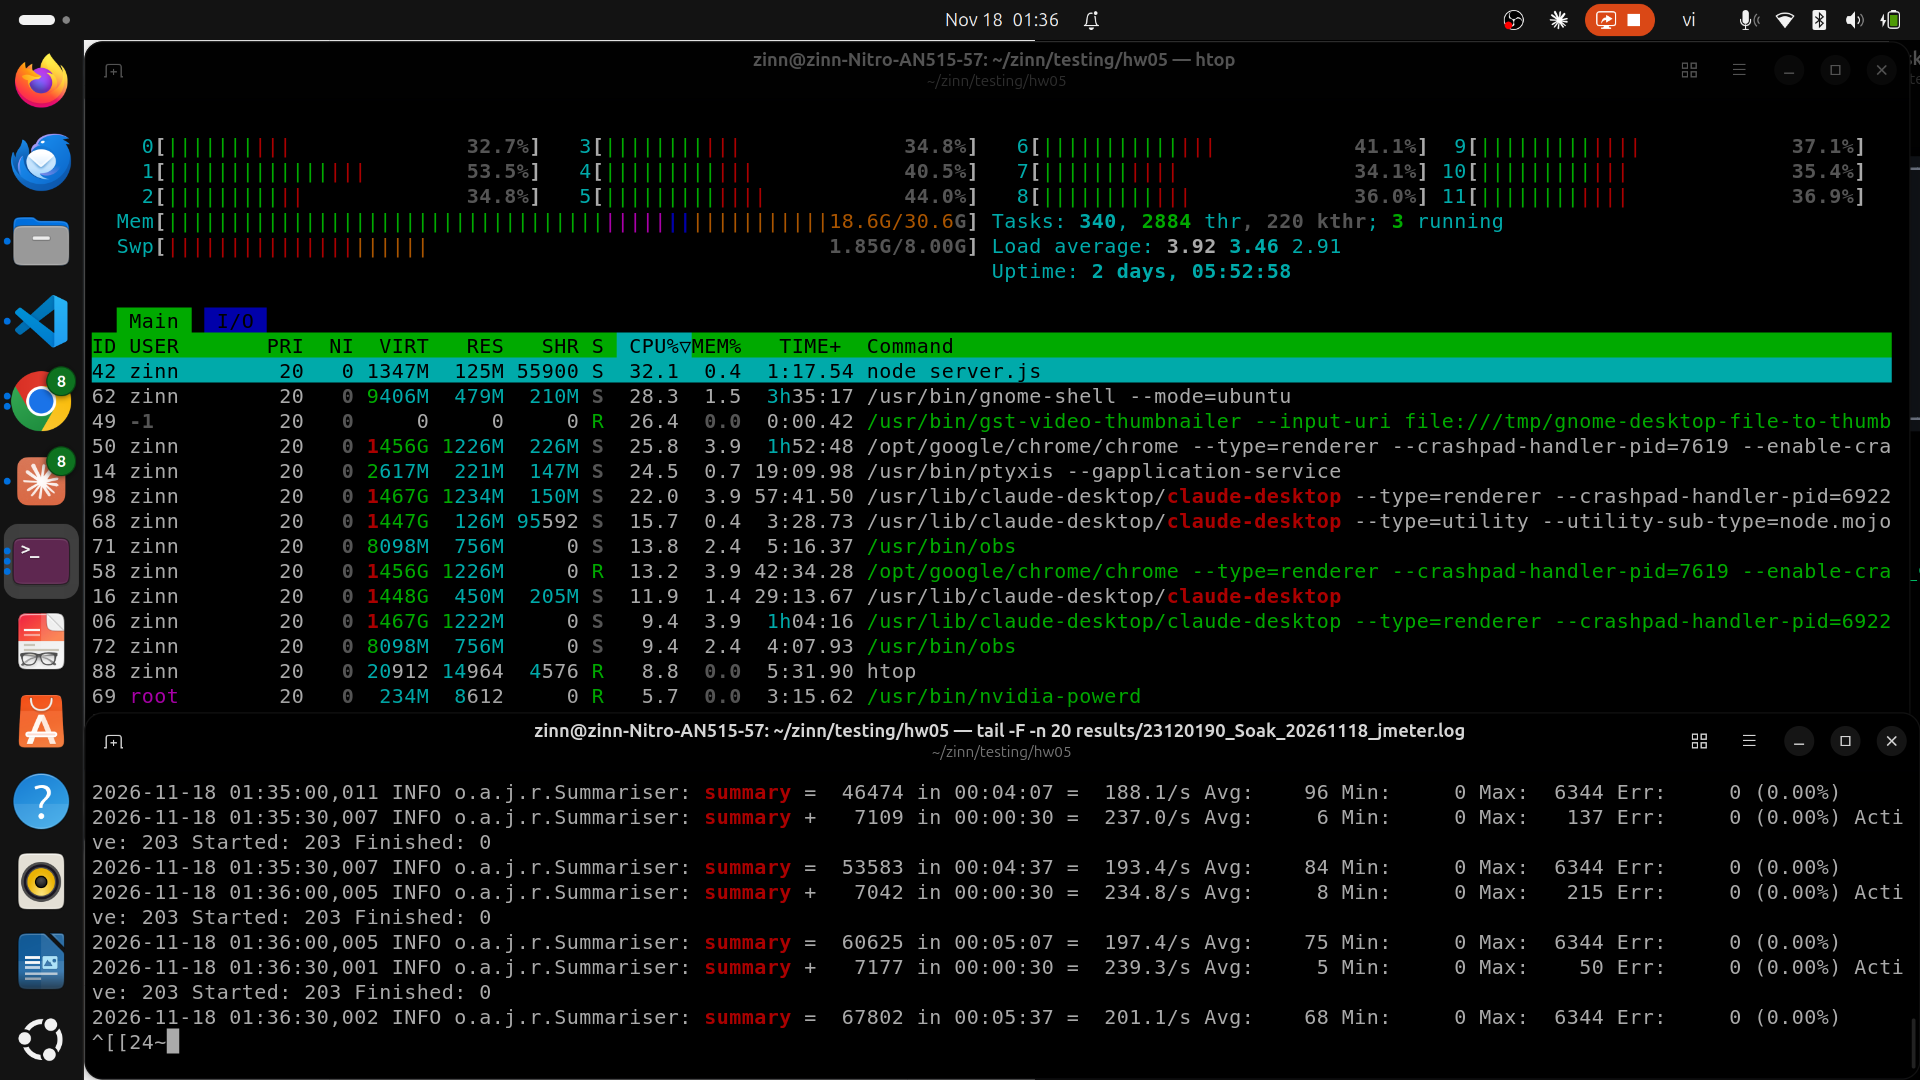 Nov 18 01:36
vi
zinn@zinn-Nitro-AN515-57: ~/zinn/testing/hw05 — htop
~/zinn/testing/hw05
0[||||||||||| 32.7%] 3[||||||||||| 34.8%] 6[|||||||||||||| 41.1%] 9[||||||||||||| 37.1%]
1[|||||||||||||||| 53.5%] 4[|||||||||||| 40.5%] 7[||||||||||| 34.1%] 10[|||||||||||| 35.4%]
2[||||||||||| 34.8%] 5[||||||||||||| 44.0%] 8[|||||||||||| 36.0%] 11[|||||||||||| 36.9%]
Mem[|||||||||||||||||||||||||||||||||||||||||||||||||||||18.6G/30.6G] Tasks: 340, 2884 thr, 220 kthr; 3 running
Swp[||||||||||||||||||||| 1.85G/8.00G] Load average: 3.92 3.46 2.91
Uptime: 2 days, 05:52:58
Main I/O
ID USER PRI NI VIRT RES SHR S CPU%▽MEM% TIME+ Command
42 zinn 20 0 1347M 125M 55900 S 32.1 0.4 1:17.54 node server.js
62 zinn 20 0 9406M 479M 210M S 28.3 1.5 3h35:17 /usr/bin/gnome-shell --mode=ubuntu
49 -1 20 0 0 0 0 R 26.4 0.0 0:00.42 /usr/bin/gst-video-thumbnailer --input-uri file:///tmp/gnome-desktop-file-to-thumb
50 zinn 20 0 1456G 1226M 226M S 25.8 3.9 1h52:48 /opt/google/chrome/chrome --type=renderer --crashpad-handler-pid=7619 --enable-cra
14 zinn 20 0 2617M 221M 147M S 24.5 0.7 19:09.98 /usr/bin/ptyxis --gapplication-service
98 zinn 20 0 1467G 1234M 150M S 22.0 3.9 57:41.50 /usr/lib/claude-desktop/claude-desktop --type=renderer --crashpad-handler-pid=6922
68 zinn 20 0 1447G 126M 95592 S 15.7 0.4 3:28.73 /usr/lib/claude-desktop/claude-desktop --type=utility --utility-sub-type=node.mojo
71 zinn 20 0 8098M 756M 0 S 13.8 2.4 5:16.37 /usr/bin/obs
58 zinn 20 0 1456G 1226M 0 R 13.2 3.9 42:34.28 /opt/google/chrome/chrome --type=renderer --crashpad-handler-pid=7619 --enable-cra
16 zinn 20 0 1448G 450M 205M S 11.9 1.4 29:13.67 /usr/lib/claude-desktop/claude-desktop
06 zinn 20 0 1467G 1222M 0 S 9.4 3.9 1h04:16 /usr/lib/claude-desktop/claude-desktop --type=renderer --crashpad-handler-pid=6922
72 zinn 20 0 8098M 756M 0 S 9.4 2.4 4:07.93 /usr/bin/obs
88 zinn 20 0 20912 14964 4576 R 8.8 0.0 5:31.90 htop
69 root 20 0 234M 8612 0 R 5.7 0.0 3:15.62 /usr/bin/nvidia-powerd
8
8
zinn@zinn-Nitro-AN515-57: ~/zinn/testing/hw05 — tail -F -n 20 results/23120190_Soak_20261118_jmeter.log
~/zinn/testing/hw05
2026-11-18 01:35:00,011 INFO o.a.j.r.Summariser: summary = 46474 in 00:04:07 = 188.1/s Avg: 96 Min: 0 Max: 6344 Err: 0 (0.00%)
2026-11-18 01:35:30,007 INFO o.a.j.r.Summariser: summary + 7109 in 00:00:30 = 237.0/s Avg: 6 Min: 0 Max: 137 Err: 0 (0.00%) Acti
ve: 203 Started: 203 Finished: 0
2026-11-18 01:35:30,007 INFO o.a.j.r.Summariser: summary = 53583 in 00:04:37 = 193.4/s Avg: 84 Min: 0 Max: 6344 Err: 0 (0.00%)
2026-11-18 01:36:00,005 INFO o.a.j.r.Summariser: summary + 7042 in 00:00:30 = 234.8/s Avg: 8 Min: 0 Max: 215 Err: 0 (0.00%) Acti
ve: 203 Started: 203 Finished: 0
2026-11-18 01:36:00,005 INFO o.a.j.r.Summariser: summary = 60625 in 00:05:07 = 197.4/s Avg: 75 Min: 0 Max: 6344 Err: 0 (0.00%)
2026-11-18 01:36:30,001 INFO o.a.j.r.Summariser: summary + 7177 in 00:00:30 = 239.3/s Avg: 5 Min: 0 Max: 50 Err: 0 (0.00%) Acti
ve: 203 Started: 203 Finished: 0
2026-11-18 01:36:30,002 INFO o.a.j.r.Summariser: summary = 67802 in 00:05:37 = 201.1/s Avg: 68 Min: 0 Max: 6344 Err: 0 (0.00%)
^[[24~